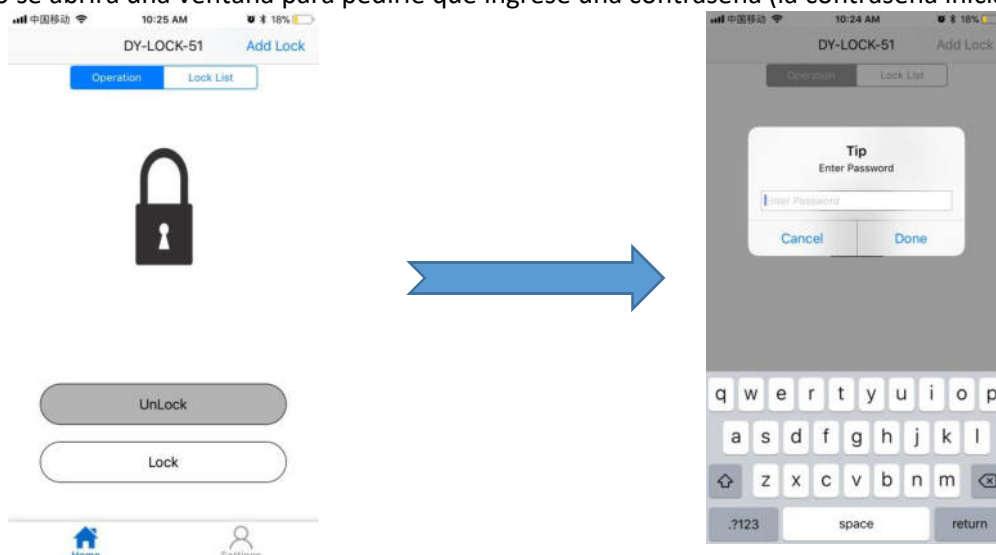 se abrirá una ventana para pedirle que ingrese una contraseña (la contraseña
中国移动 10:25 AM 18%
DY-LOCK-51 Add Lock
Operation Lock List
UnLock
Lock
Home Settings
中国移动 10:24 AM 18%
DY-LOCK-51 Add Lock
Operation Lock List
Tip
Enter Password
Enter Password
Cancel Done
q w e r t y u i o p
a s d f g h j k l
z x c v b n m
.?123 space return